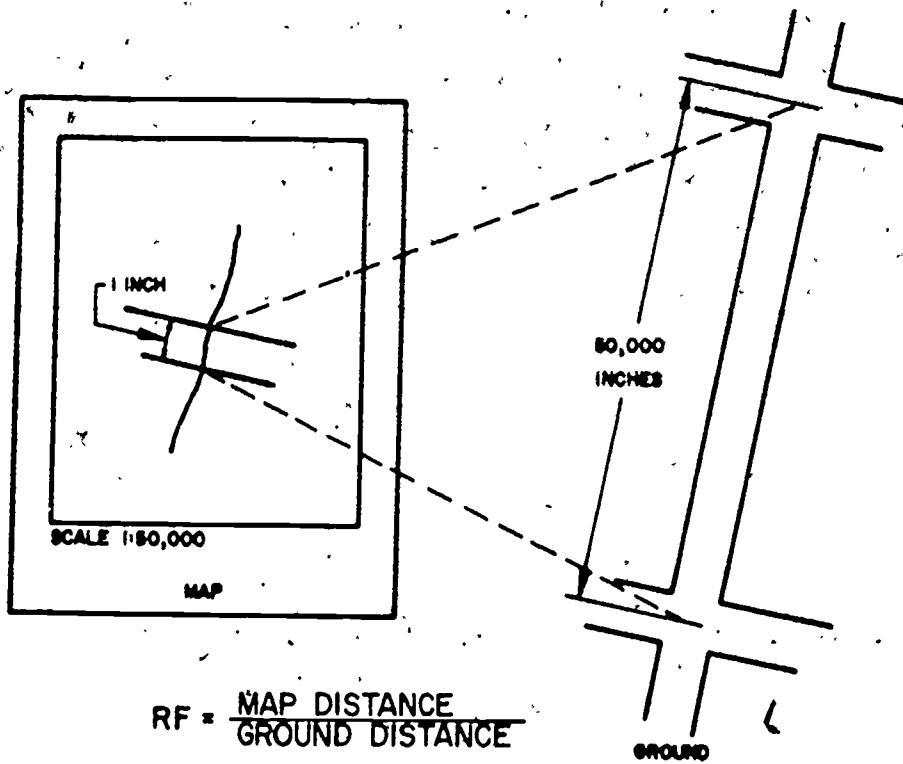 1 INCH
50,000
INCHES
SCALE 1:50,000
MAP
RF = MAP DISTANCE
GROUND DISTANCE
GROUND